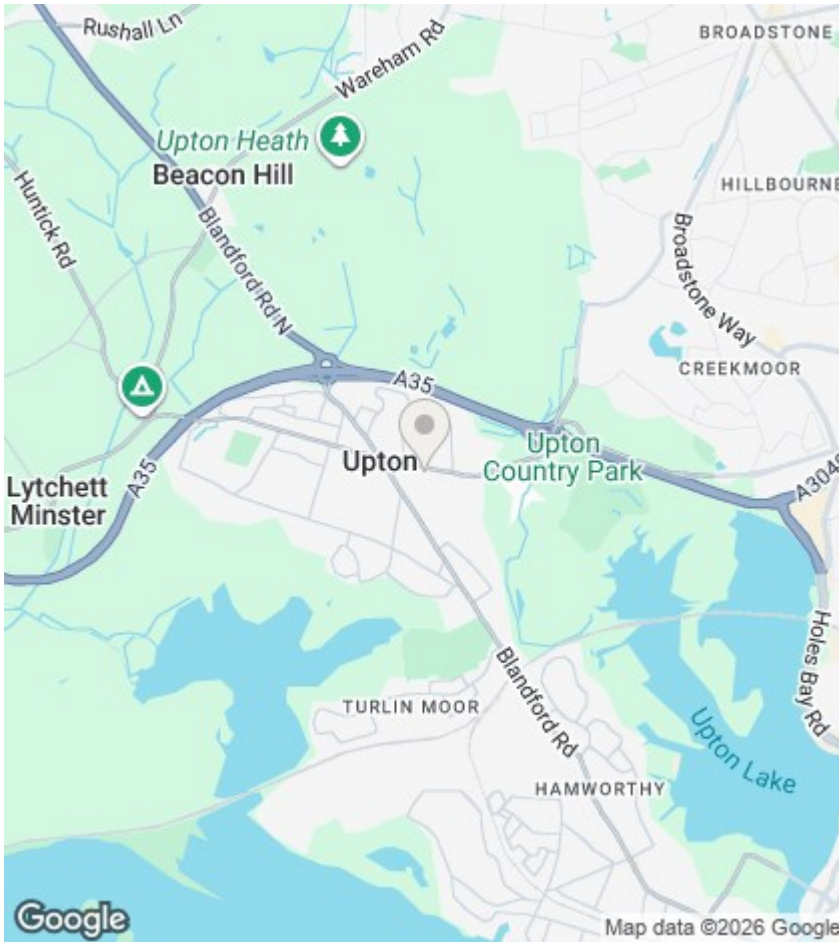 Rushall Ln
Wareham Rd
BROADSTONE
Upton Heath
Beacon Hill
HILLBOURNE
Huntick Rd
Blandford Rd N
Broadstone Way
CREEKMOOR
A35
Upton
Upton
Country Park
A35
Lytchett
Minster
A3049
Holes Bay Rd
Blandford Rd
TURLIN MOOR
Upton Lake
HAMWORTHY
Google
Map data ©2026 Google